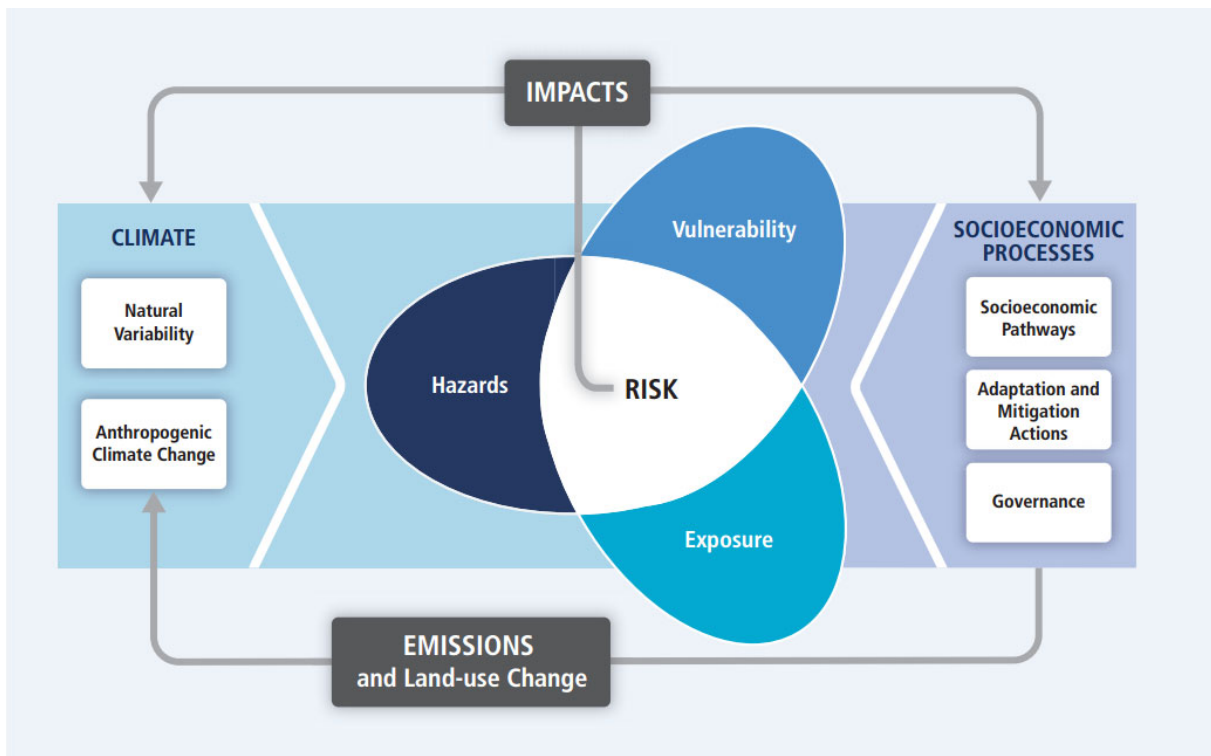 IMPACTS
CLIMATE
Natural
Variability
Anthropogenic
Climate Change
Vulnerability
Hazards
RISK
Exposure
SOCIOECONOMIC
PROCESSES
Socioeconomic
Pathways
Adaptation and
Mitigation
Actions
Governance
EMISSIONS
and Land-use Change